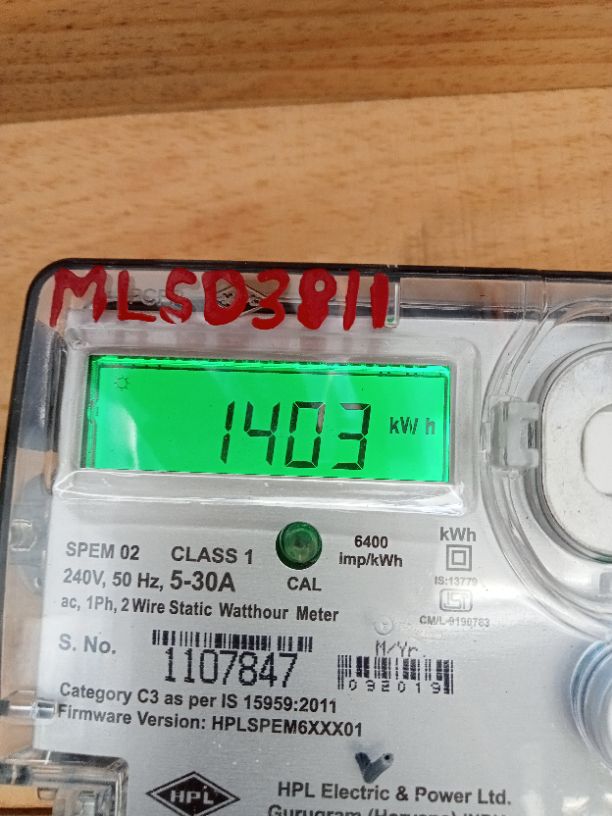 MLSD3811
1403 kW h
SPEM 02 CLASS 1
6400 imp/kWh
kWh
240V, 50 Hz, 5-30A
CAL
IS:13779
ac, 1Ph, 2 Wire Static Watthour Meter
CM/L-9190783
S. No. 1107847
M/Yr.
092019
Category C3 as per IS 15959:2011
Firmware Version: HPLSPEM6XXX01
HPL
HPL Electric & Power Ltd.
Gurugram (Haryana)